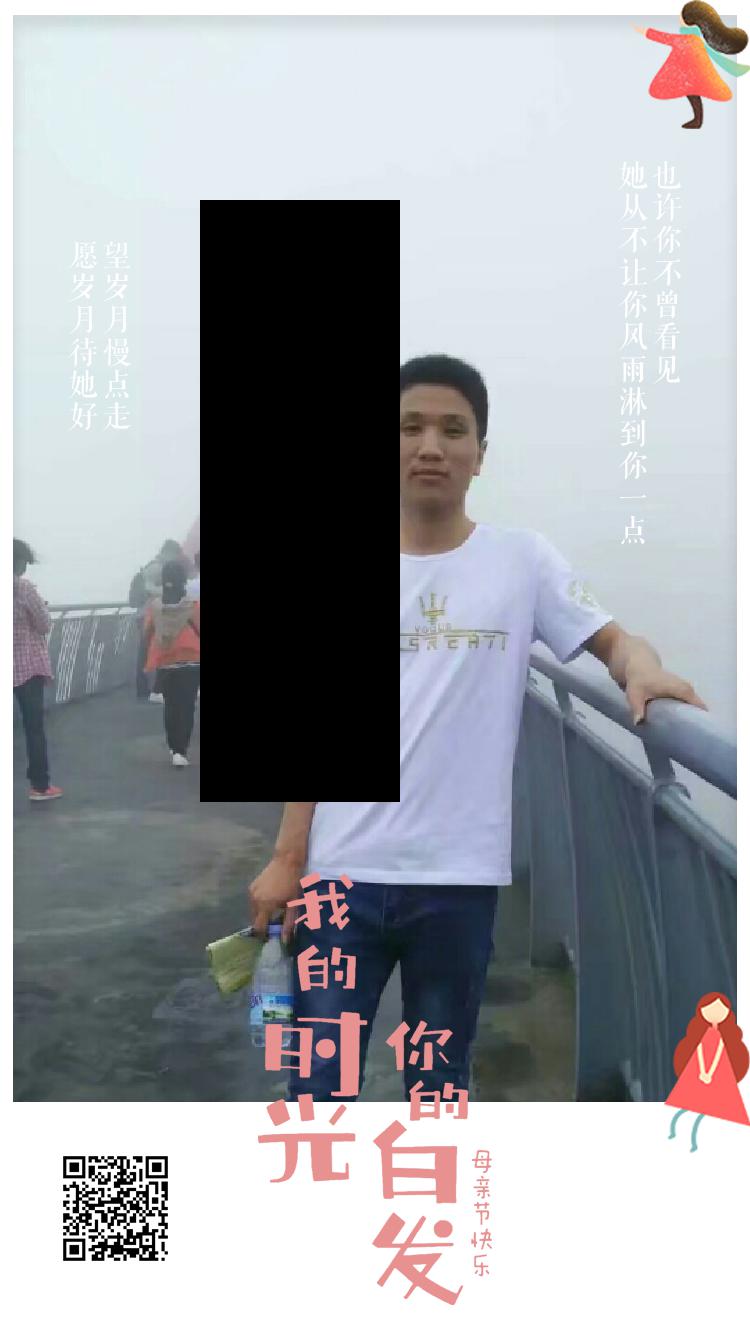 也许你不曾看见
她从不让你风雨淋到你一点
望岁月慢点走
愿岁月待她好
我的时光
你的白发
母亲节快乐